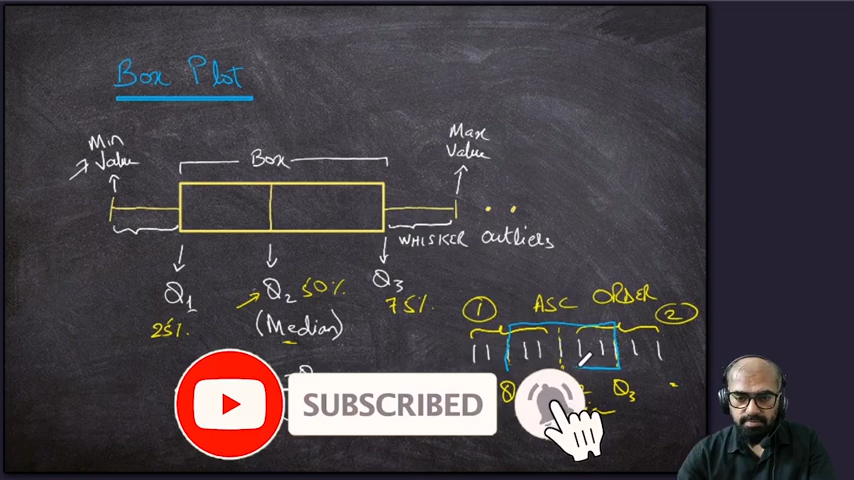 Box Plot
Min
Value
Box
Max
Value
WHISKER outliers
Q1
Q2 50%
Q3
25%
(Median)
75%
1 ASC ORDER 2
Q3
SUBSCRIBED